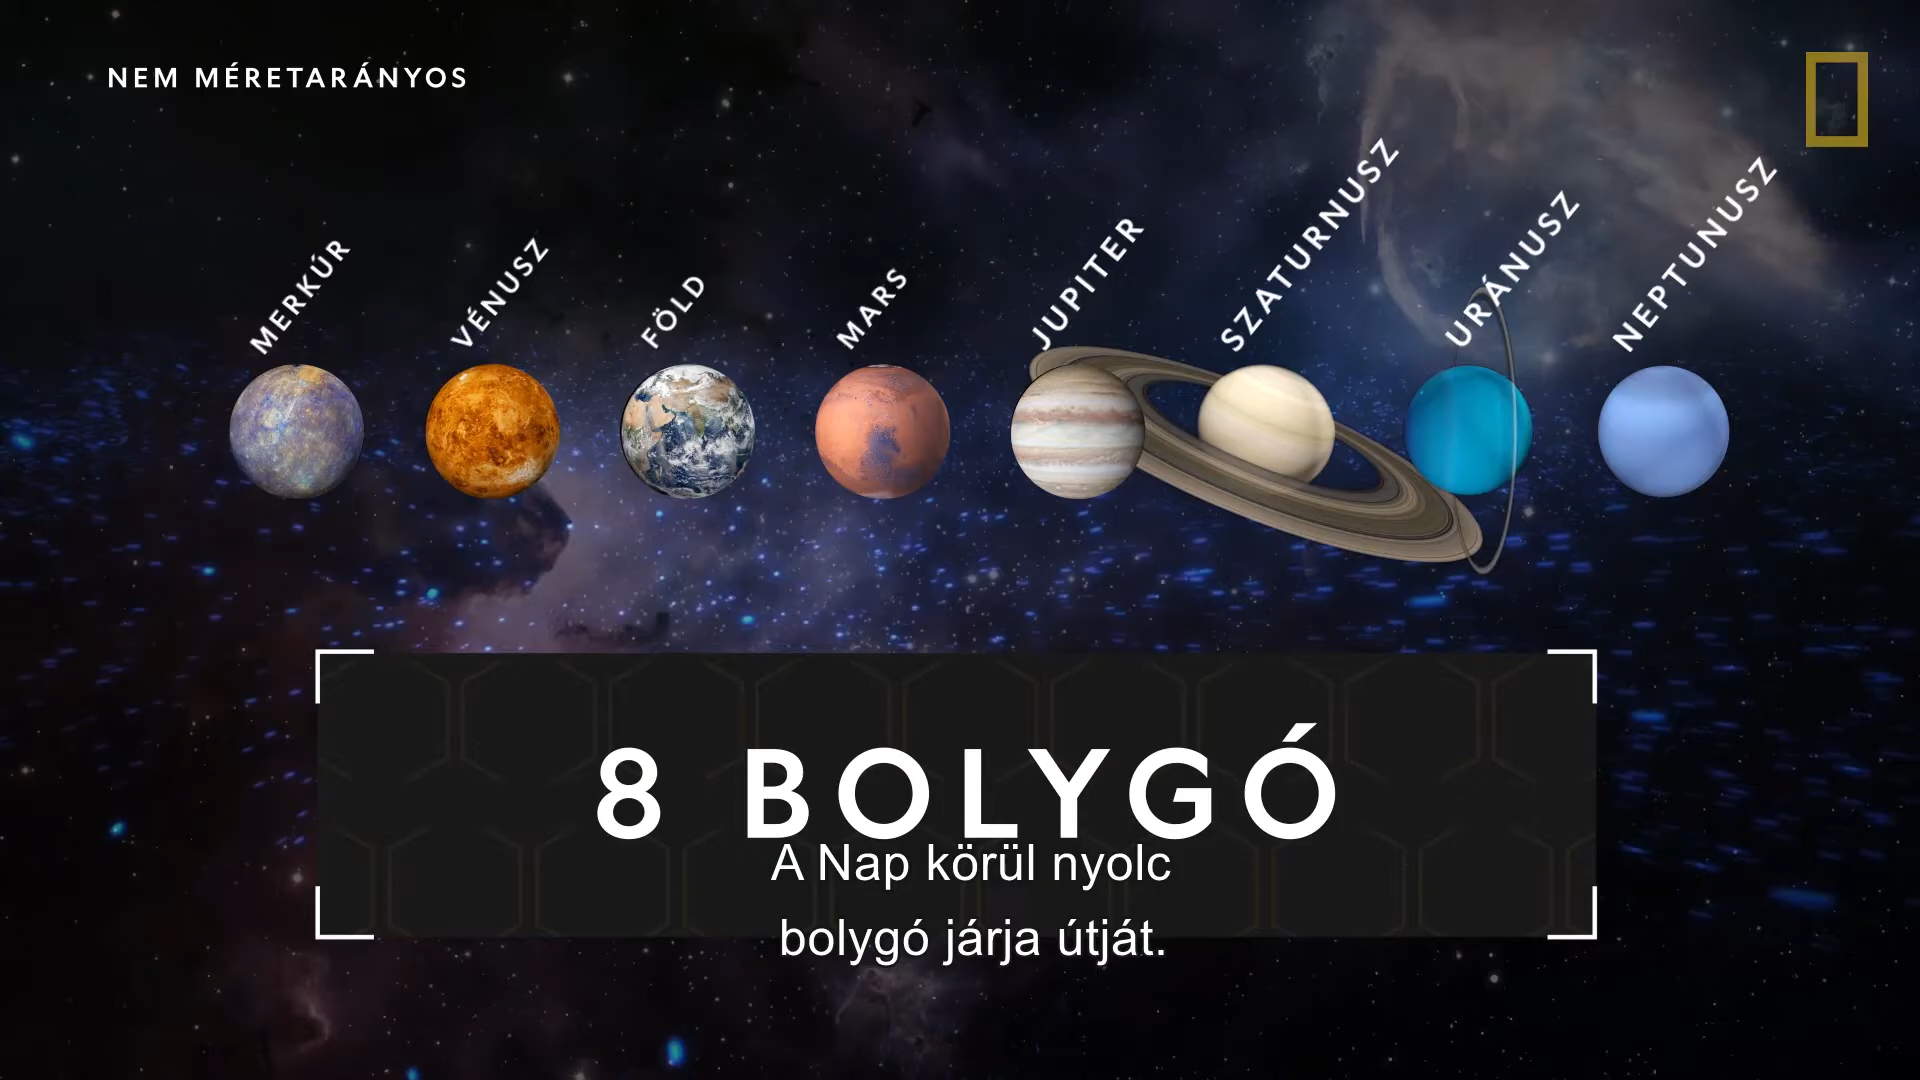 NEM MÉRETARÁNYOS
MERKÚR
VÉNUSZ
FÖLD
MARS
JUPITER
SZATURNUSZ
URÁNUSZ
NEPTUNUSZ
8 BOLYGÓ
A Nap körül nyolc
bolygó járja útját.